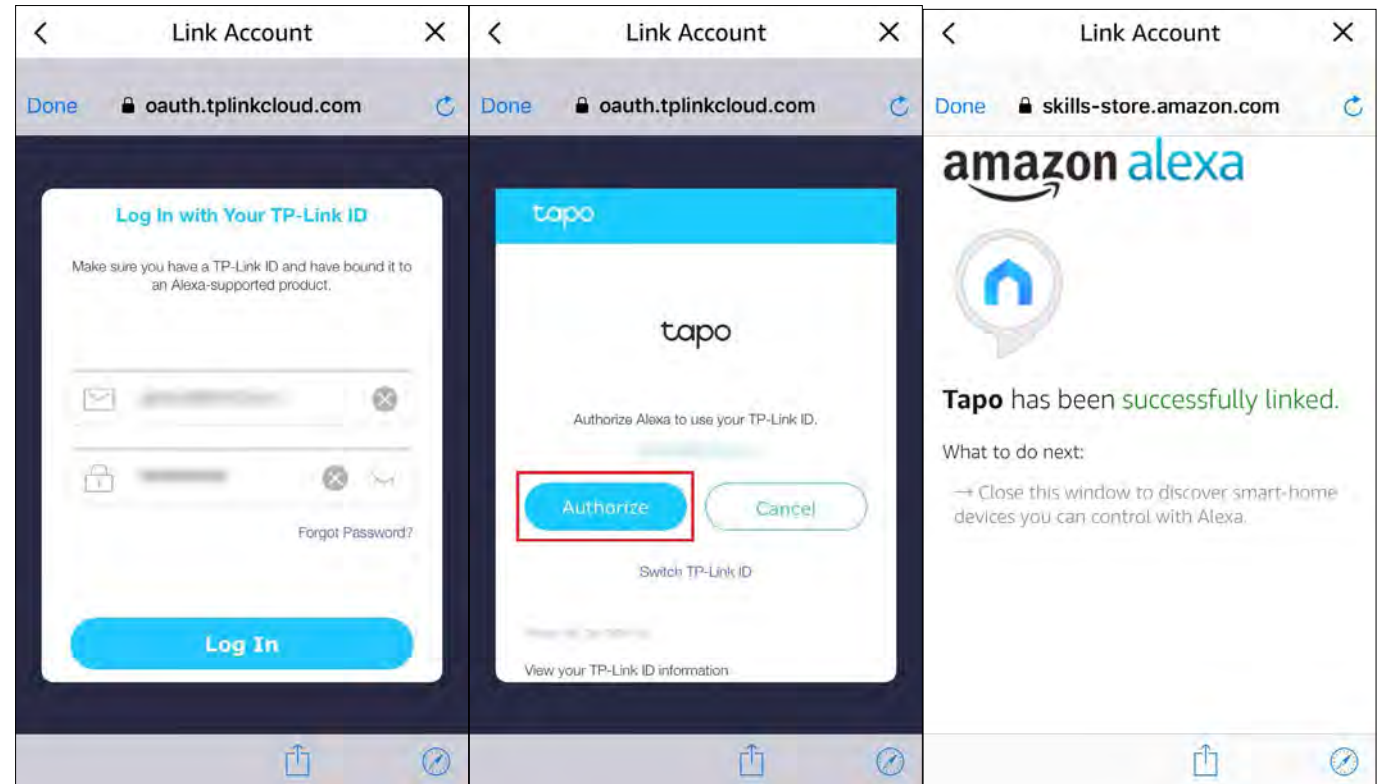 Link Account
Done oauth.tplinkcloud.com
Log In with Your TP-Link ID
Make sure you have a TP-Link ID and have bound it to
an Alexa-supported product.
Forgot Password?
Log In
Link Account
Done oauth.tplinkcloud.com
tapo
tapo
Authorize Alexa to use your TP-Link ID.
Authorize Cancel
Switch TP-Link ID
View your TP-Link ID information
Link Account
Done skills-store.amazon.com
amazon alexa
Tapo has been successfully linked.
What to do next:
→ Close this window to discover smart-home
devices you can control with Alexa.